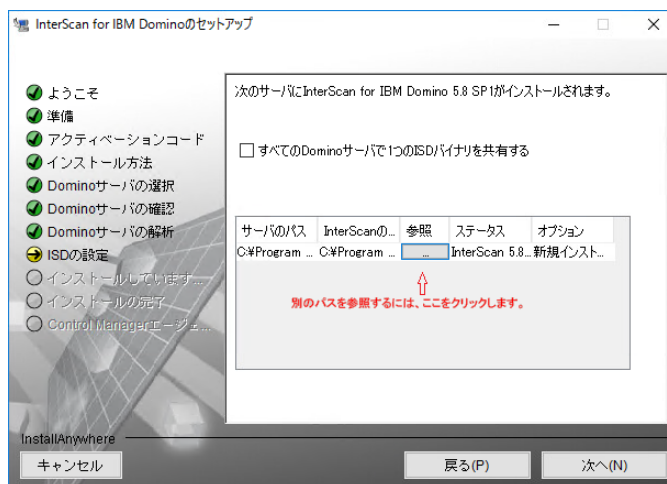 InterScan for IBM Dominoのセットアップ
ようこそ
準備
アクティベーションコード
インストール方法
Dominoサーバの選択
Dominoサーバの確認
Dominoサーバの解析
ISDの設定
インストールしています...
インストールの完了
Control Managerエージェ...
次のサーバにInterScan for IBM Domino 5.8 SP1がインストールされます。
すべてのDominoサーバで1つのISDバイナリを共有する
サーバのパス InterScanの... 参照 ステータス オプション
C:¥Program ... C:¥Program ... ... InterScan 5.8... 新規インスト...
別のパスを参照するには、ここをクリックします。
InstallAnywhere
キャンセル 戻る(P) 次へ(N)